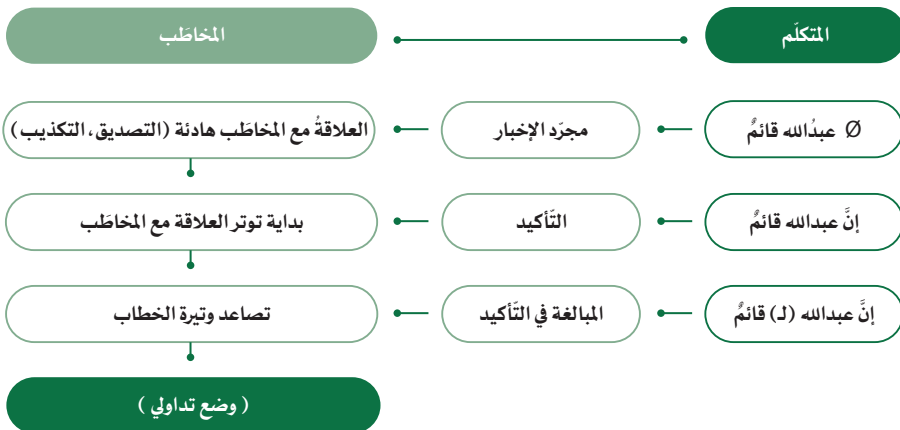 المتكلّم المخاطَب
Ø عبدُالله قائمٌ مجرّد الإخبار العلاقةُ مع المخاطَب هادئة (التصديق، التكذيب)
إنَّ عبدالله قائمٌ التّأكيد بداية توتر العلاقة مع المخاطَب
إنَّ عبدالله (لـ) قائمٌ المبالغة في التّأكيد تصاعد وتيرة الخطاب
( وضع تداولي )